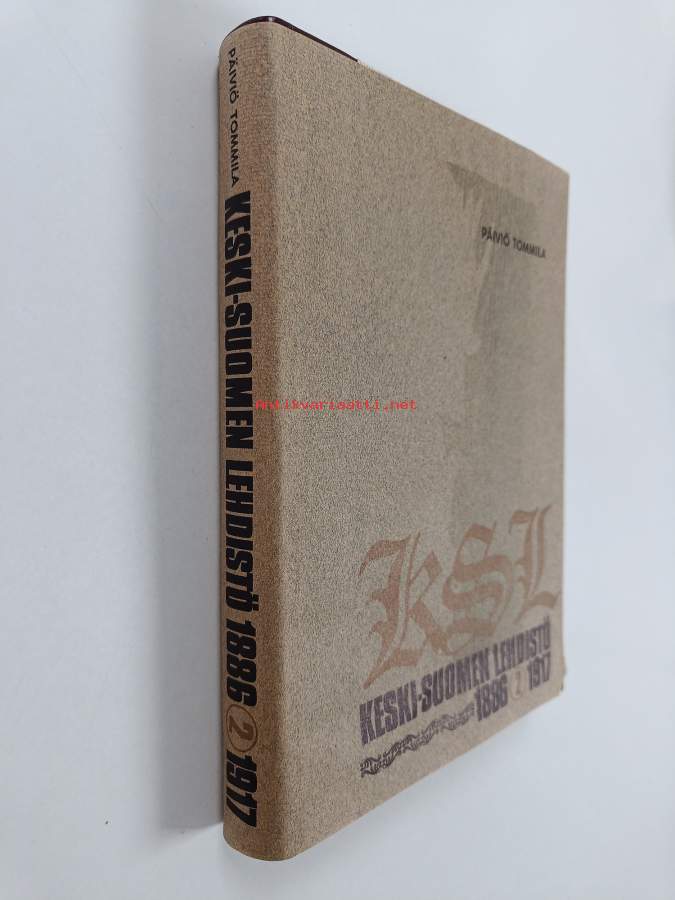 PÄIVIÖ TOMMILA KESKI-SUOMEN LEHDISTÖ 1886 2 1917
PÄIVIÖ TOMMILA
Antikvariaatti.net
KSL
KESKI-SUOMEN LEHDISTÖ
1886 2 1917